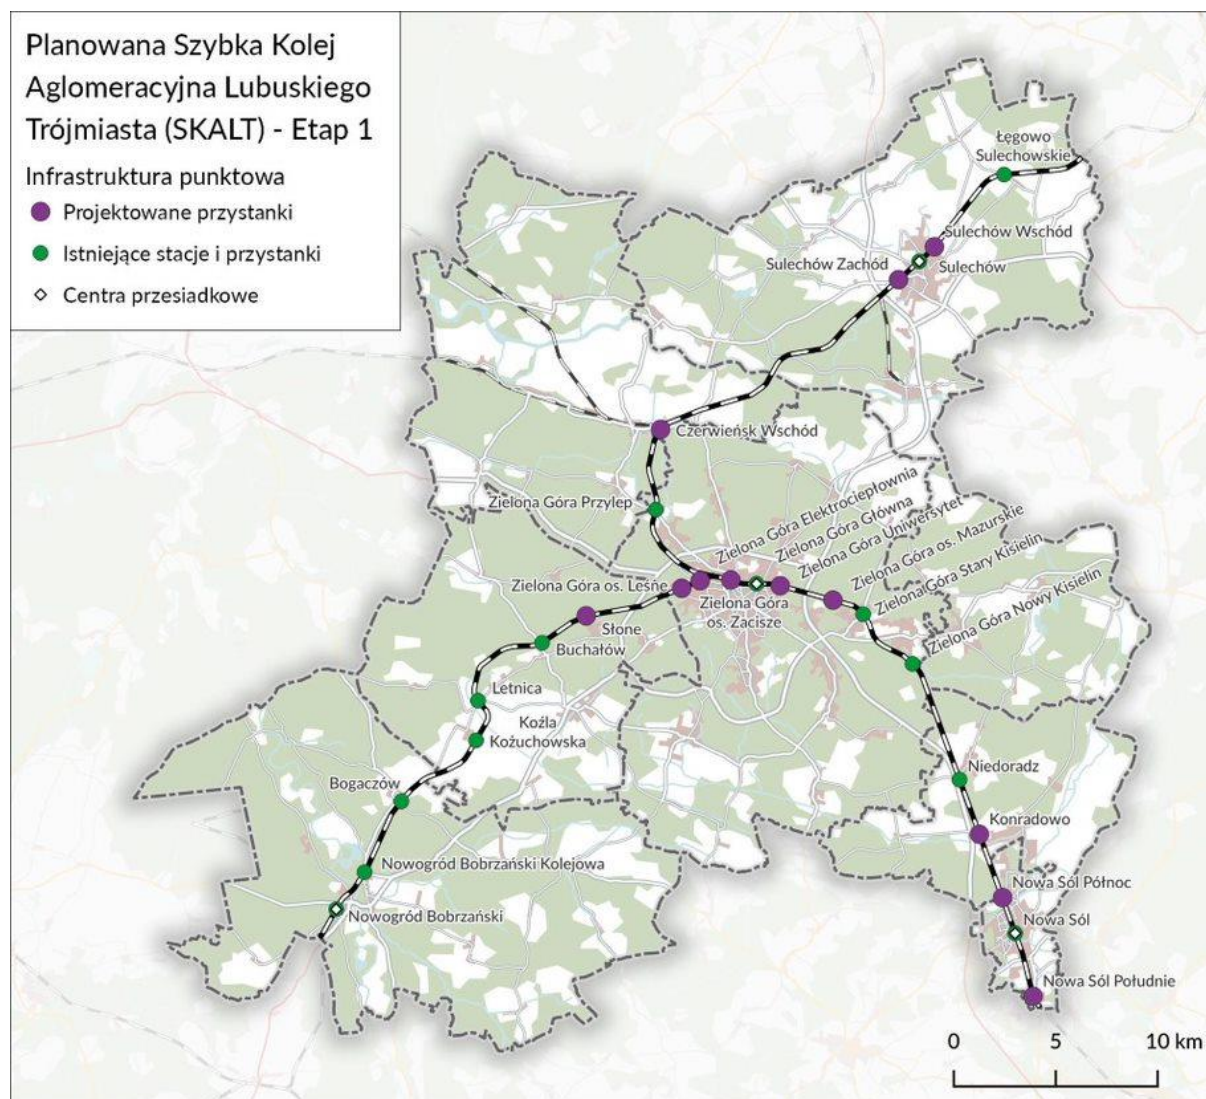 Planowana Szybka Kolej
Aglomeracyjna Lubuskiego
Trójmiasta (SKALT) - Etap 1
Infrastruktura punktowa
Projektowane przystanki
Istniejące stacje i przystanki
Centra przesiadkowe
Łęgowo
Sulechowskie
Sulechów Wschód
Sulechów Zachód
Sulechów
Czerwieńsk Wschód
Zielona Góra Przylep
Zielona Góra Elektrociepłownia
Zielona Góra Główna
Zielona Góra Uniwersytet
Zielona Góra os. Mazurskie
Zielona Góra Stary Kisielin
Zielona Góra Nowy Kisielin
Zielona Góra os. Leśne
Zielona Góra
os. Zacisze
Słone
Buchałów
Letnica
Koźla
Kożuchowska
Bogaczów
Nowogród Bobrzański Kolejowa
Nowogród Bobrzański
Niedoradz
Konradowo
Nowa Sól Północ
Nowa Sól
Nowa Sól Południe
0 5 10 km